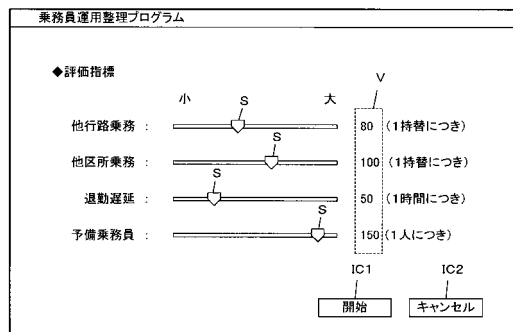 乗務員運用整理プログラム
◆評価指標
V
小 大
S
他行路乗務 : 80 (1持替につき)
S
他区所乗務 : 100 (1持替につき)
S
退勤遅延 : 50 (1時間につき)
S
予備乗務員 : 150 (1人につき)
IC1 IC2
開始 キャンセル